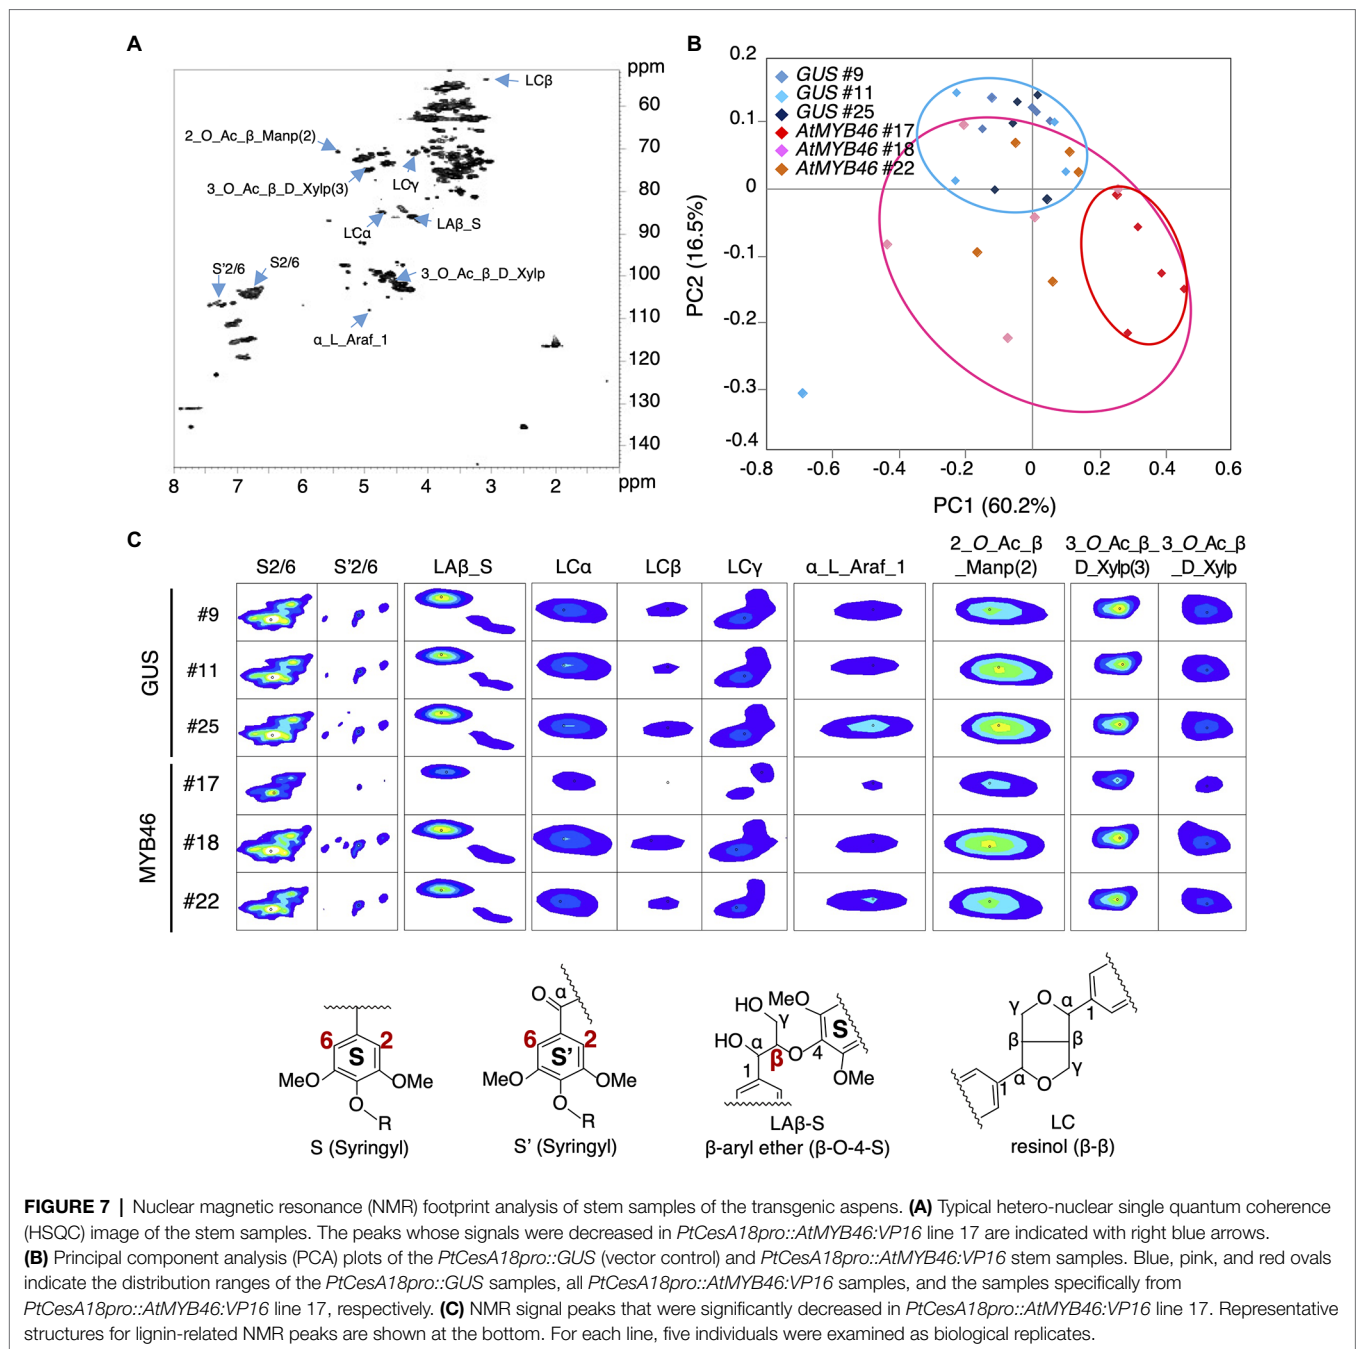 A
ppm
60
70
80
90
100
110
120
130
140
8
7
6
5
4
3
2
ppm
LCβ
2_O_Ac_β_Manp(2)
3_O_Ac_β_D_Xylp(3)
LCγ
LCα
LAβ_S
S'2/6
S2/6
3_O_Ac_β_D_Xylp
α_L_Araf_1
B
0.2
0.1
0
-0.1
-0.2
-0.3
-0.4
PC2 (16.5%)
GUS #9
GUS #11
GUS #25
AtMYB46 #17
AtMYB46 #18
AtMYB46 #22
-0.8
-0.6
-0.4
-0.2
0
0.2
0.4
0.6
PC1 (60.2%)
C
S2/6
S'2/6
LAβ_S
LCα
LCβ
LCγ
α_L_Araf_1
2_O_Ac_β
_Manp(2)
3_O_Ac_β_
D_Xylp(3)
3_O_Ac_β
_D_Xylp
GUS
#9
#11
#25
MYB46
#17
#18
#22
6
2
S
MeO
OMe
O
R
S (Syringyl)
O
α
6
2
S'
MeO
OMe
O
R
S' (Syringyl)
MeO
HO
γ
S
HO
α
β
O
4
1
OMe
LAβ-S
β-aryl ether (β-O-4-S)
γ
O
α
1
β
β
γ
1
α
O
LC
resinol (β-β)
FIGURE 7 | Nuclear magnetic resonance (NMR) footprint analysis of stem samples of the transgenic aspens. (A) Typical hetero-nuclear single quantum coherence
(HSQC) image of the stem samples. The peaks whose signals were decreased in PtCesA18pro::AtMYB46:VP16 line 17 are indicated with right blue arrows.
(B) Principal component analysis (PCA) plots of the PtCesA18pro::GUS (vector control) and PtCesA18pro::AtMYB46:VP16 stem samples. Blue, pink, and red ovals
indicate the distribution ranges of the PtCesA18pro::GUS samples, all PtCesA18pro::AtMYB46:VP16 samples, and the samples specifically from
PtCesA18pro::AtMYB46:VP16 line 17, respectively. (C) NMR signal peaks that were significantly decreased in PtCesA18pro::AtMYB46:VP16 line 17. Representative
structures for lignin-related NMR peaks are shown at the bottom. For each line, five individuals were examined as biological replicates.